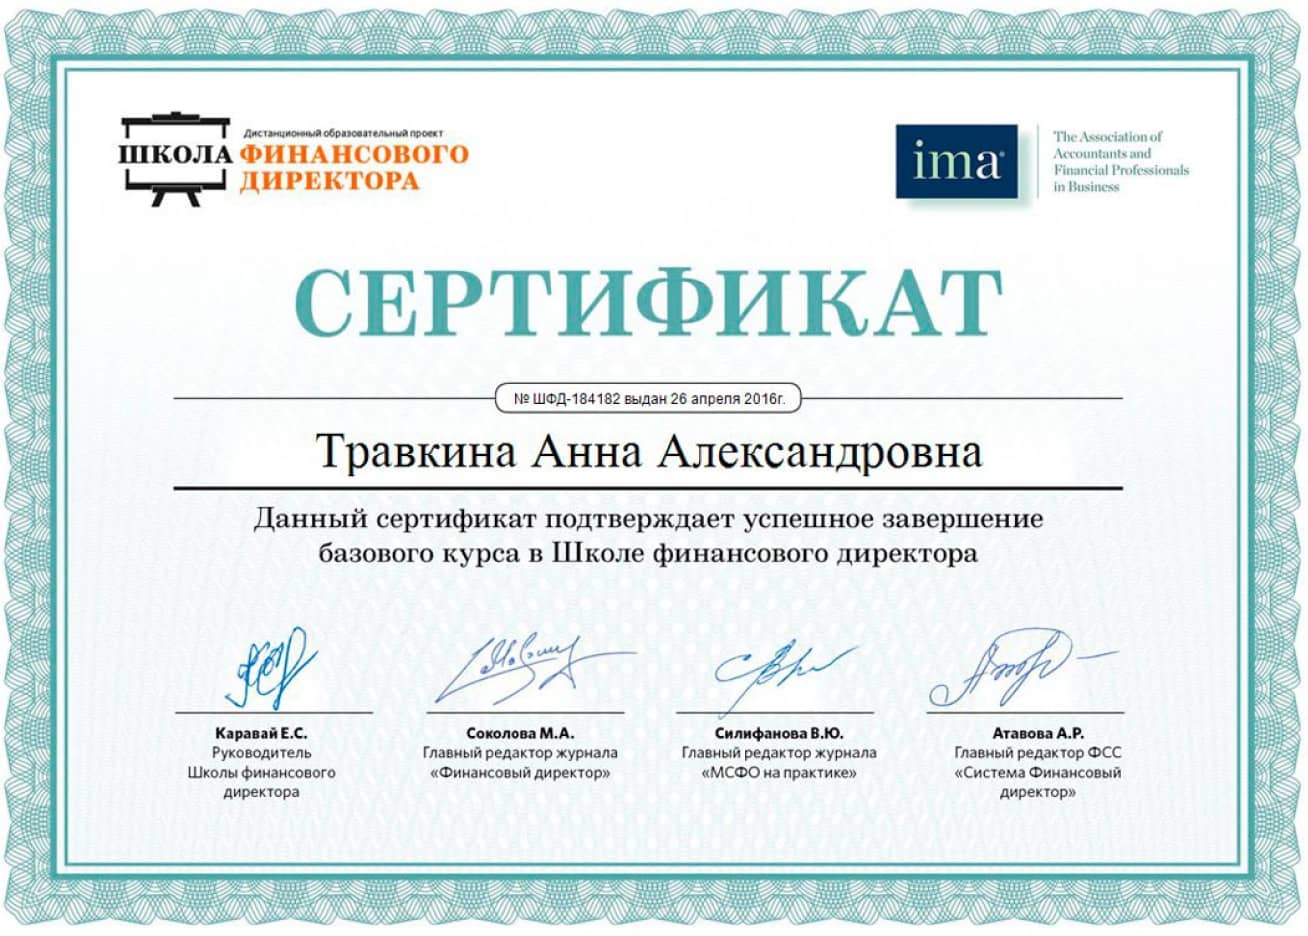 Дистанционный образовательный проект
ШКОЛА ФИНАНСОВОГО
ДИРЕКТОРА
ima®
The Association of
Accountants and
Financial Professionals
in Business
СЕРТИФИКАТ
№ ШФД-184182 выдан 26 апреля 2016г.
Травкина Анна Александровна
Данный сертификат подтверждает успешное завершение
базового курса в Школе финансового директора
Каравай Е.С.
Руководитель
Школы финансового
директора
Соколова М.А.
Главный редактор журнала
«Финансовый директор»
Силифанова В.Ю.
Главный редактор журнала
«МСФО на практике»
Атавова А.Р.
Главный редактор ФСС
«Система Финансовый
директор»